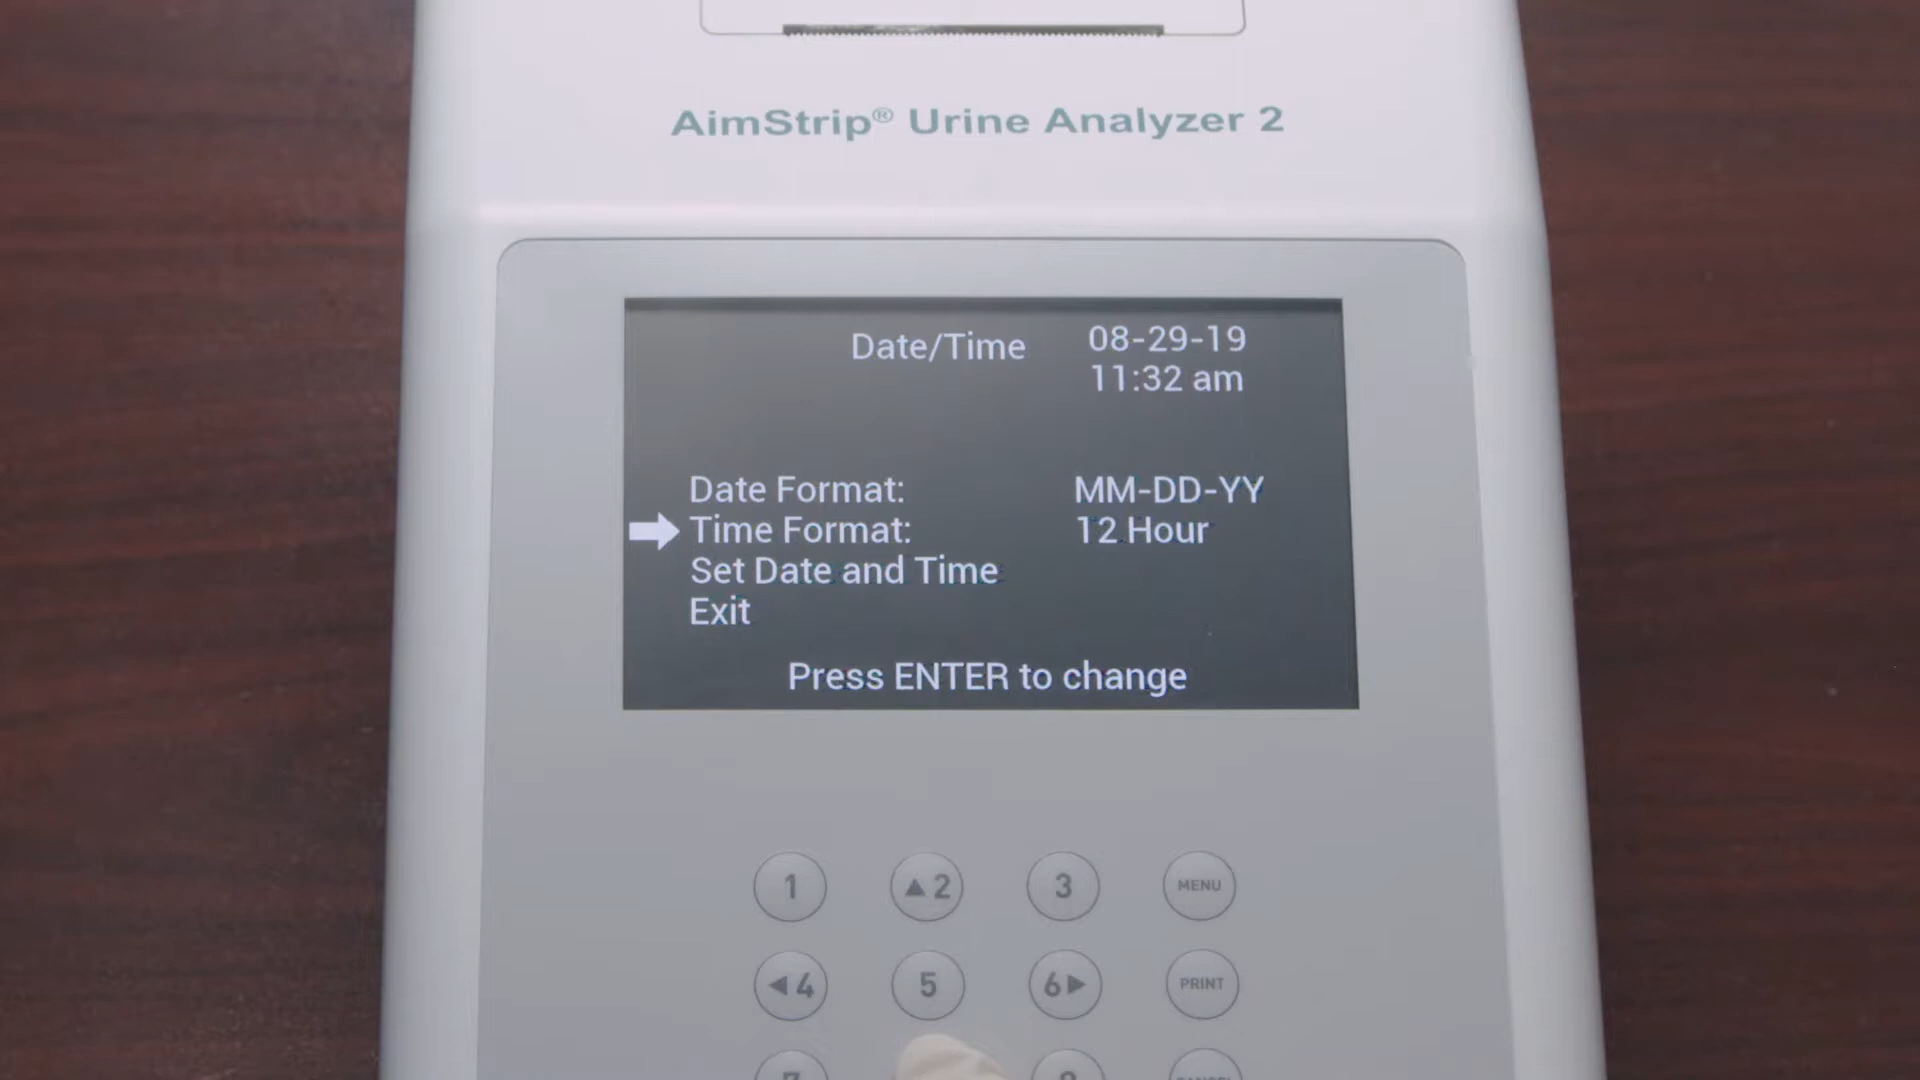 AimStrip® Urine Analyzer 2
Date/Time
08-29-19
11:32 am
Date Format: MM-DD-YY
Time Format: 12 Hour
Set Date and Time
Exit
Press ENTER to change
1 ▲2 3 MENU
◀4 5 6▶ PRINT